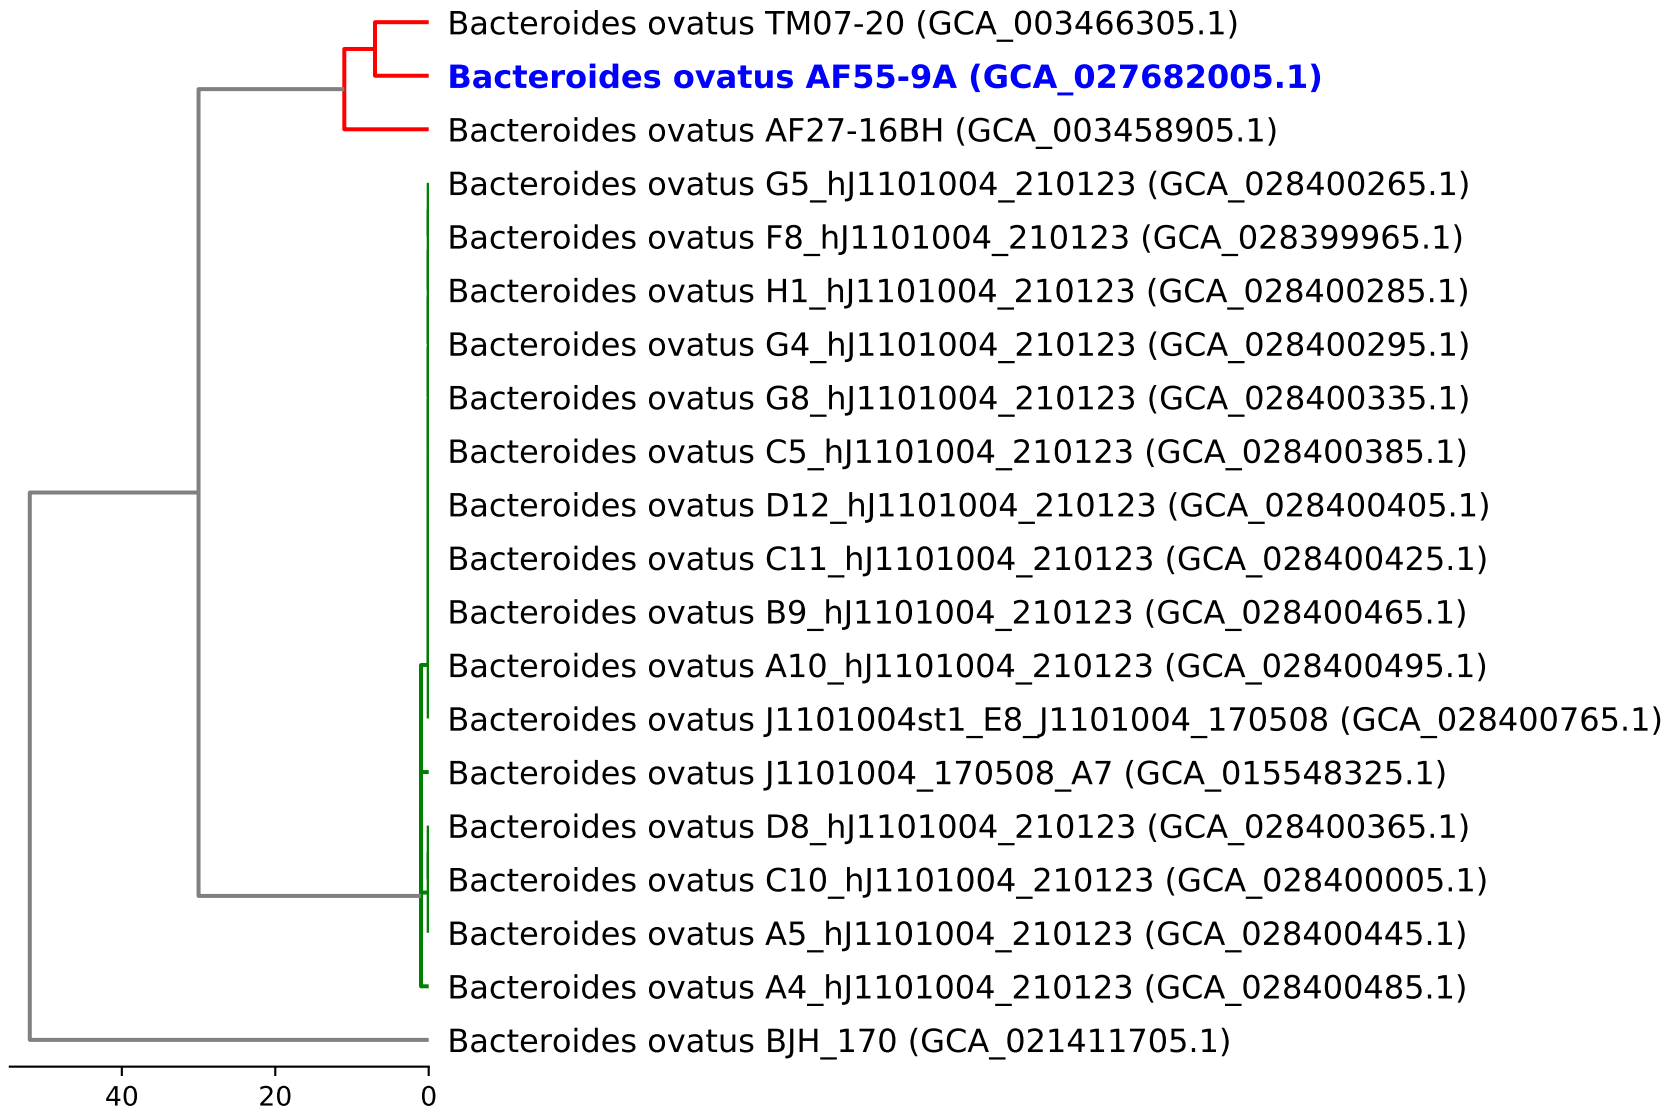 Bacteroides ovatus TM07-20 (GCA_003466305.1)
Bacteroides ovatus AF55-9A (GCA_027682005.1)
Bacteroides ovatus AF27-16BH (GCA_003458905.1)
Bacteroides ovatus G5_hJ1101004_210123 (GCA_028400265.1)
Bacteroides ovatus F8_hJ1101004_210123 (GCA_028399965.1)
Bacteroides ovatus H1_hJ1101004_210123 (GCA_028400285.1)
Bacteroides ovatus G4_hJ1101004_210123 (GCA_028400295.1)
Bacteroides ovatus G8_hJ1101004_210123 (GCA_028400335.1)
Bacteroides ovatus C5_hJ1101004_210123 (GCA_028400385.1)
Bacteroides ovatus D12_hJ1101004_210123 (GCA_028400405.1)
Bacteroides ovatus C11_hJ1101004_210123 (GCA_028400425.1)
Bacteroides ovatus B9_hJ1101004_210123 (GCA_028400465.1)
Bacteroides ovatus A10_hJ1101004_210123 (GCA_028400495.1)
Bacteroides ovatus J1101004st1_E8_J1101004_170508 (GCA_028400765.1)
Bacteroides ovatus J1101004_170508_A7 (GCA_015548325.1)
Bacteroides ovatus D8_hJ1101004_210123 (GCA_028400365.1)
Bacteroides ovatus C10_hJ1101004_210123 (GCA_028400005.1)
Bacteroides ovatus A5_hJ1101004_210123 (GCA_028400445.1)
Bacteroides ovatus A4_hJ1101004_210123 (GCA_028400485.1)
Bacteroides ovatus BJH_170 (GCA_021411705.1)
40 20 0